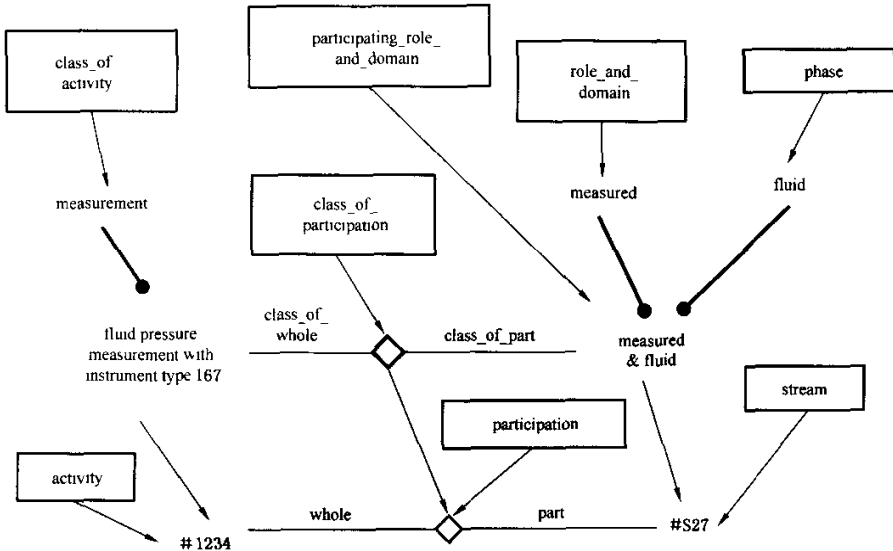 class_of_
activity
participating_role_
and_domain
role_and_
domain
phase
measurement
class_of_
participation
measured
fluid
fluid pressure
measurement with
instrument type 167
class_of_
whole
class_of_part
measured
& fluid
stream
participation
activity
whole
part
#1234
#S27